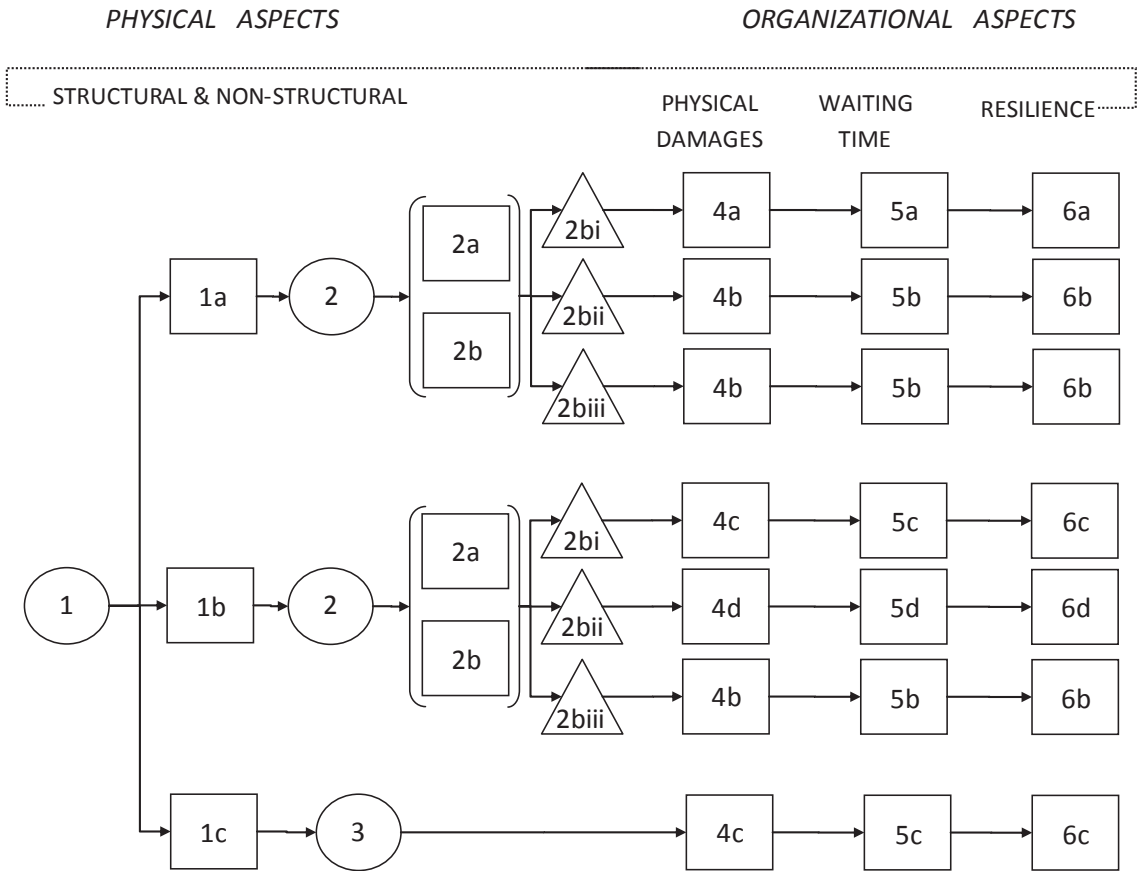 PHYSICAL ASPECTS
ORGANIZATIONAL ASPECTS
STRUCTURAL & NON-STRUCTURAL
PHYSICAL
DAMAGES
WAITING
TIME
RESILIENCE
2bi 4a 5a 6a
2a
1a 2 2bii 4b 5b 6b
2b
2biii 4b 5b 6b
2bi 4c 5c 6c
2a
1 1b 2 2bii 4d 5d 6d
2b
2biii 4b 5b 6b
1c 3 4c 5c 6c